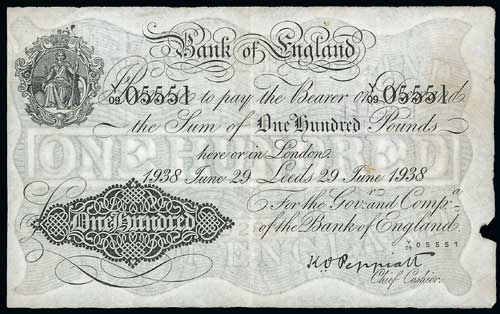 Bank of England
Y/09 05551 to pay the Bearer on Demand Y/09 05551
the Sum of One Hundred Pounds
here or in London.
1938 June 29 Leeds 29 June 1938
For the Govr. and Compa.
of the Bank of England.
£ One Hundred
Y/09 05551
K.O. Peppiatt
Chief Cashier.
ONE HUNDRED